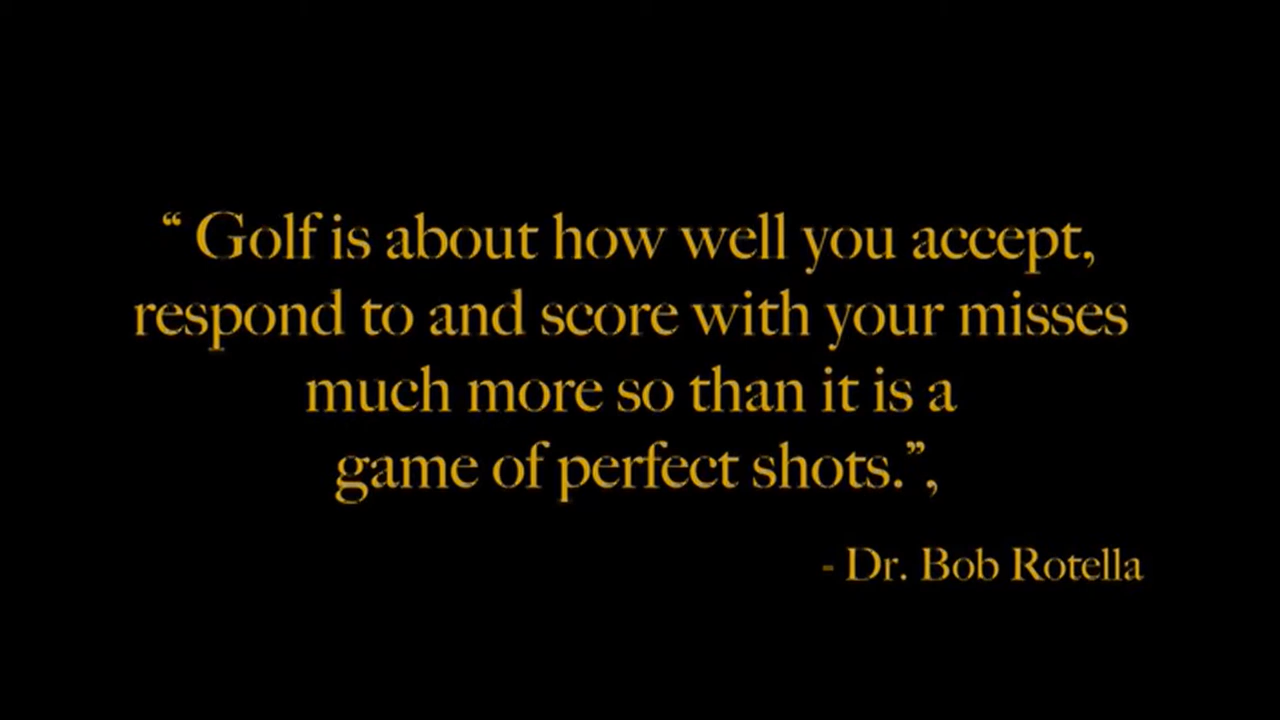 “ Golf is about how well you accept,
respond to and score with your misses
much more so than it is a
game of perfect shots.”,
- Dr. Bob Rotella